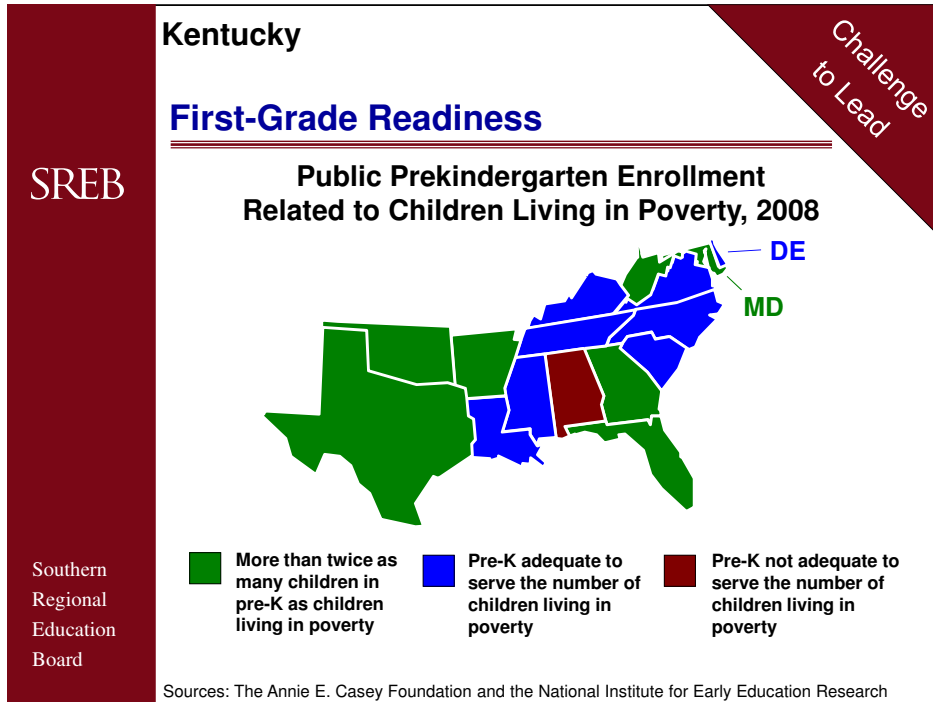 Kentucky
Challenge
to Lead
First-Grade Readiness
SREB
Public Prekindergarten Enrollment
Related to Children Living in Poverty, 2008
DE
MD
More than twice as
many children in
pre-K as children
living in poverty
Pre-K adequate to
serve the number of
children living in
poverty
Pre-K not adequate to
serve the number of
children living in
poverty
Southern
Regional
Education
Board
Sources: The Annie E. Casey Foundation and the National Institute for Early Education Research